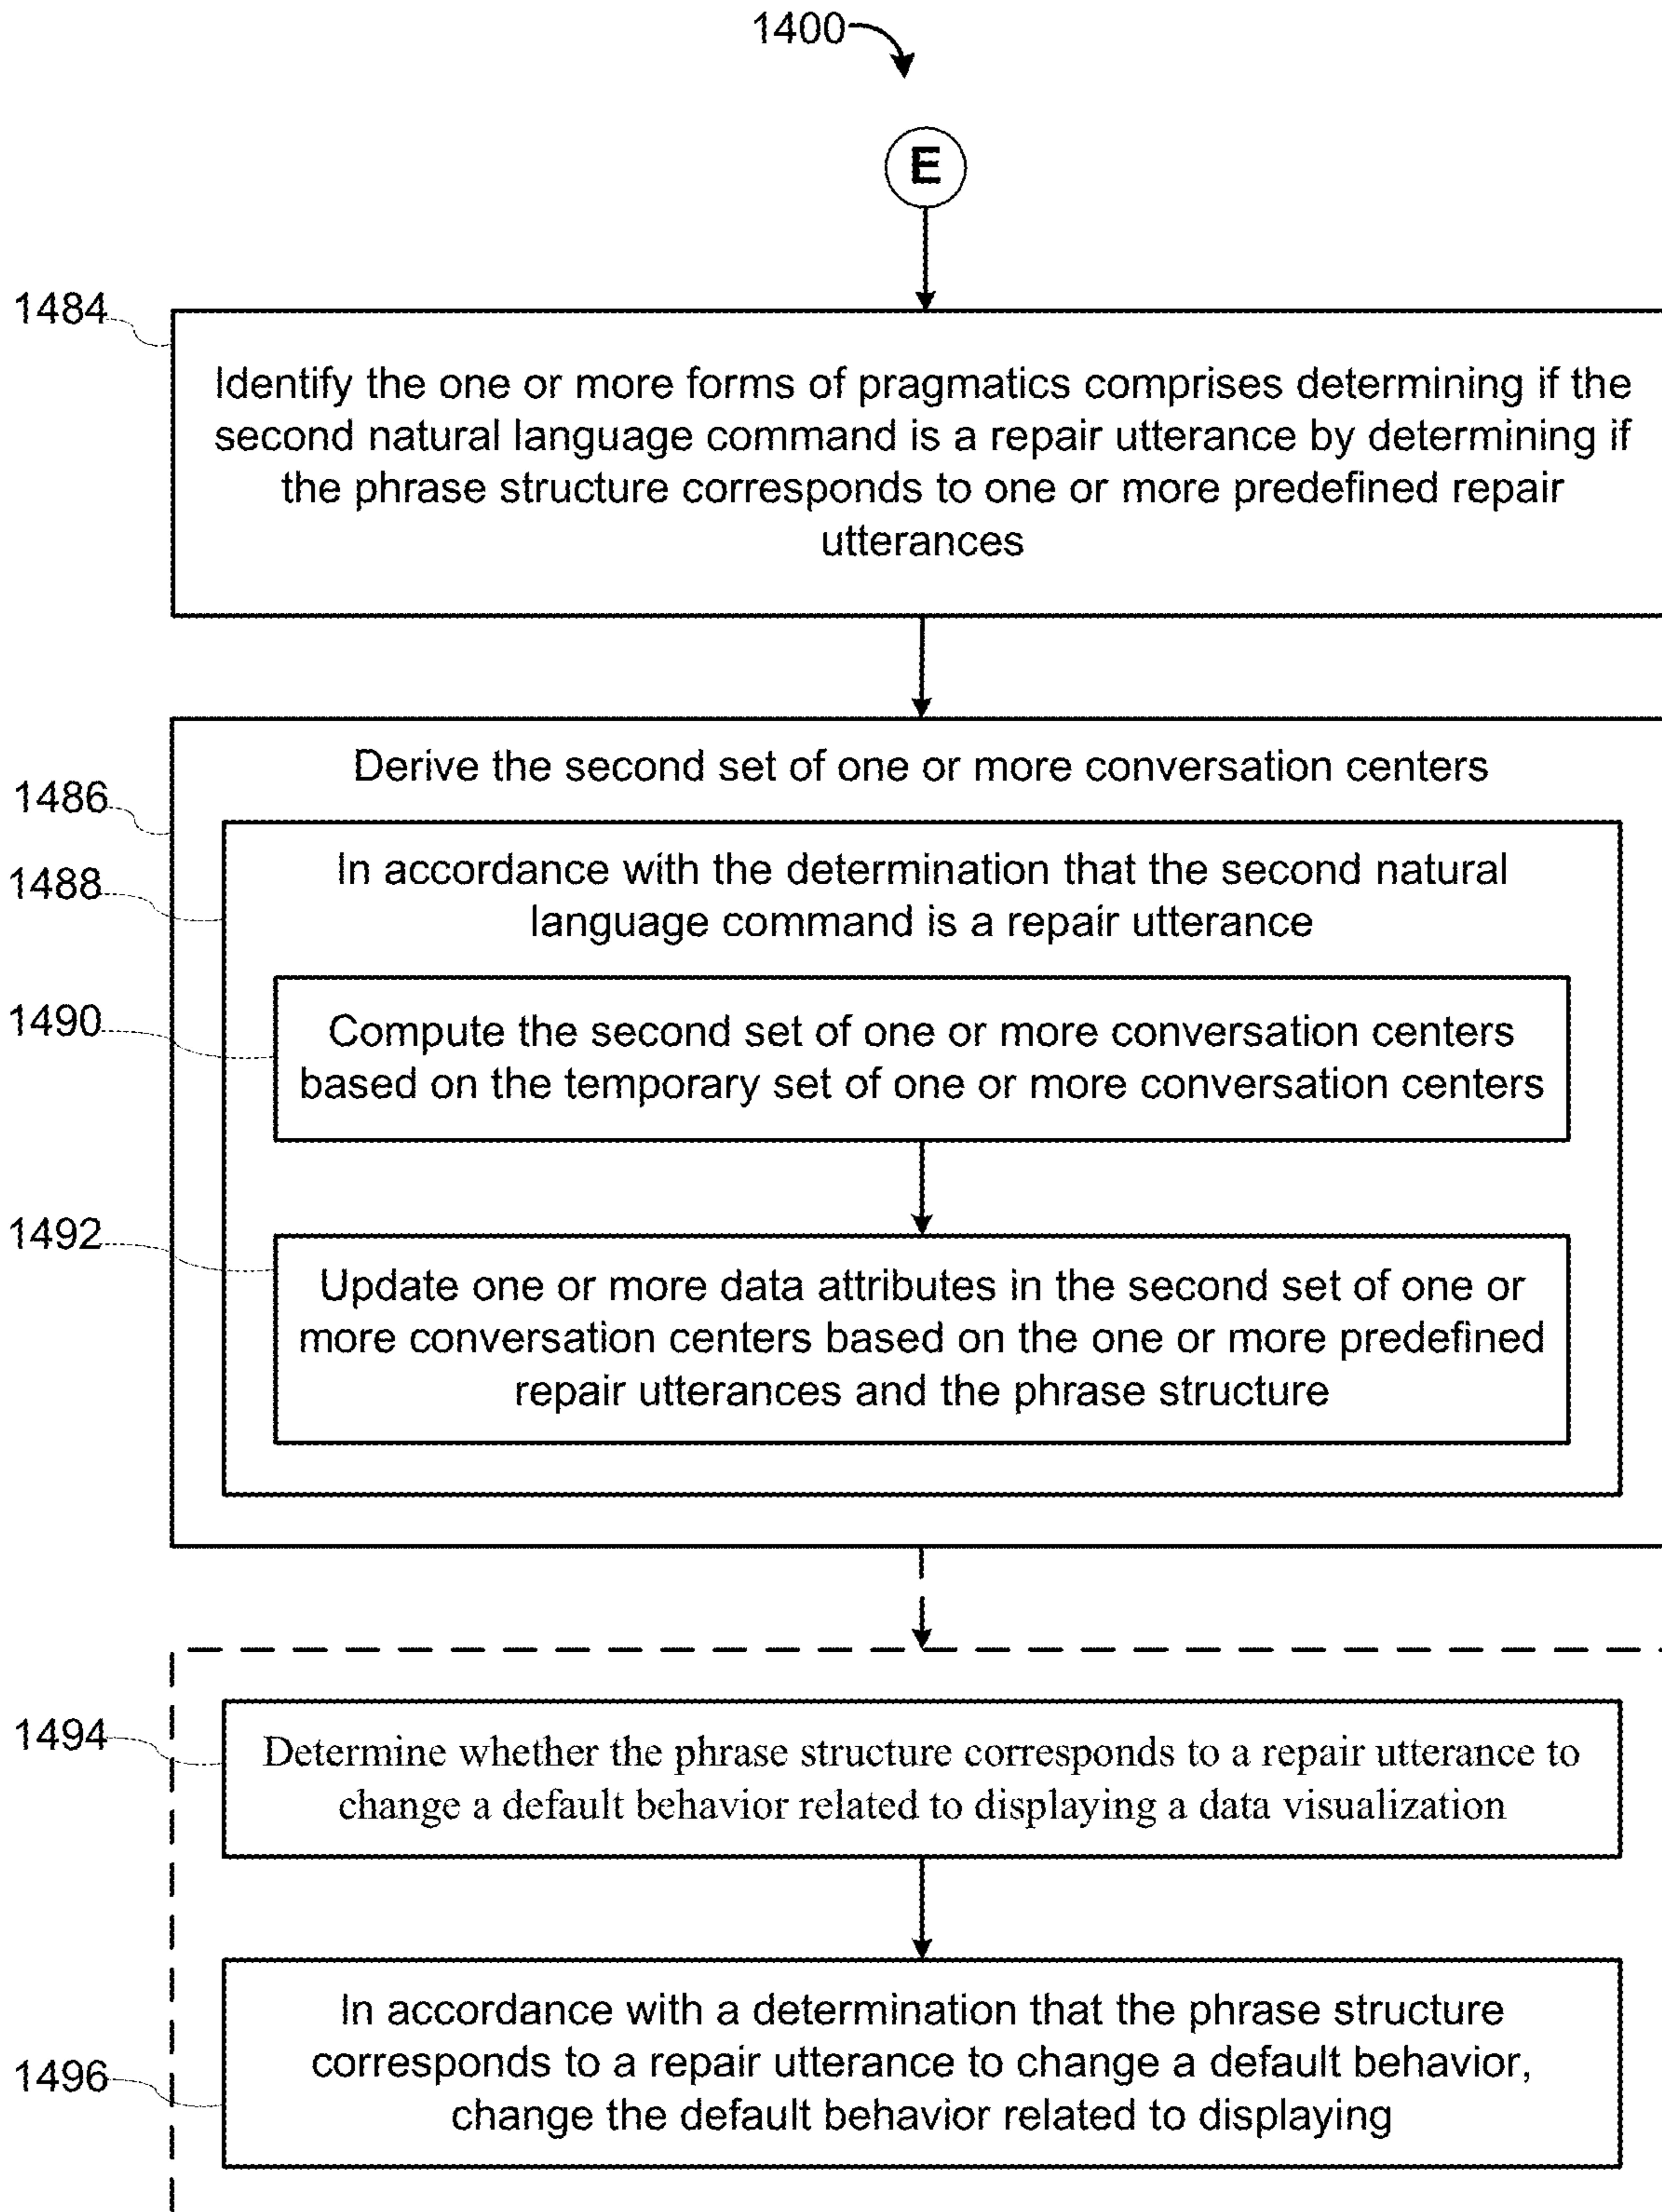 1400
E
1484
Identify the one or more forms of pragmatics comprises determining if the
second natural language command is a repair utterance by determining if
the phrase structure corresponds to one or more predefined repair
utterances
1486
Derive the second set of one or more conversation centers
1488
In accordance with the determination that the second natural
language command is a repair utterance
1490
Compute the second set of one or more conversation centers
based on the temporary set of one or more conversation centers
1492
Update one or more data attributes in the second set of one or
more conversation centers based on the one or more predefined
repair utterances and the phrase structure
1494
Determine whether the phrase structure corresponds to a repair utterance to
change a default behavior related to displaying a data visualization
1496
In accordance with a determination that the phrase structure
corresponds to a repair utterance to change a default behavior,
change the default behavior related to displaying